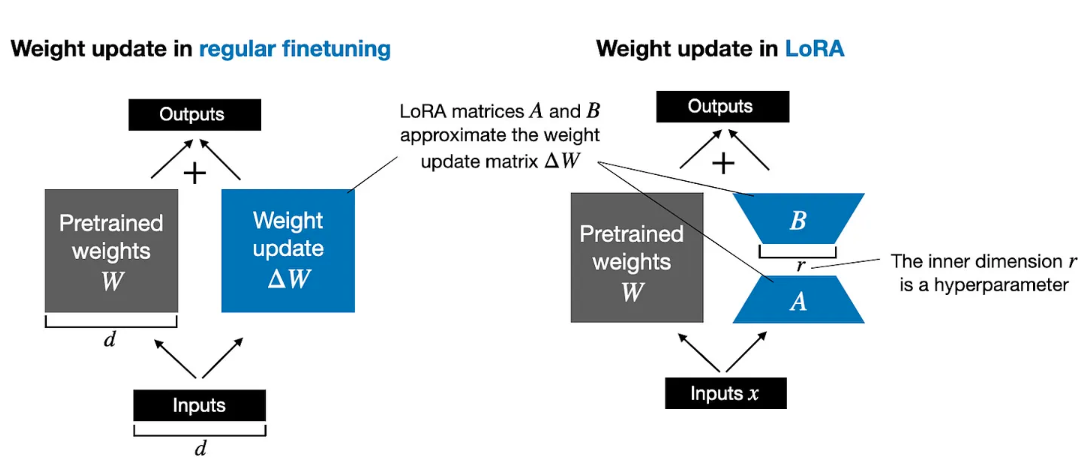 Weight update in regular finetuning
Outputs
+
Pretrained
weights
W
Weight
update
ΔW
d
Inputs
d
LoRA matrices A and B
approximate the weight
update matrix ΔW
Weight update in LoRA
Outputs
+
Pretrained
weights
W
B
r
A
The inner dimension r
is a hyperparameter
Inputs x